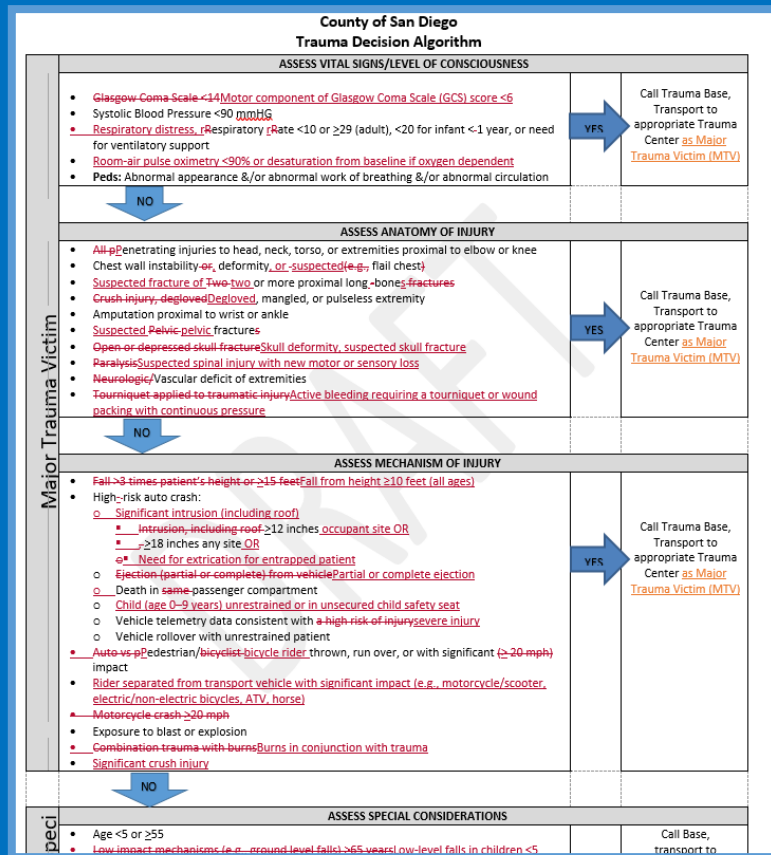 County of San Diego
Trauma Decision Algorithm
ASSESS VITAL SIGNS/LEVEL OF CONSCIOUSNESS
Glasgow Coma Scale <14Motor component of Glasgow Coma Scale (GCS) score <6
Systolic Blood Pressure <90 mmHG
Respiratory distress, rRespiratory rRate <10 or ≥29 (adult), <20 for infant <-1 year, or need
for ventilatory support
Room-air pulse oximetry <90% or desaturation from baseline if oxygen dependent
Peds: Abnormal appearance &/or abnormal work of breathing &/or abnormal circulation
YES
Call Trauma Base,
Transport to
appropriate Trauma
Center as Major
Trauma Victim (MTV)
NO
Major Trauma Victim
ASSESS ANATOMY OF INJURY
All pPenetrating injuries to head, neck, torso, or extremities proximal to elbow or knee
Chest wall instability or, deformity, or suspected(e.g., flail chest)
Suspected fracture of Two two or more proximal long -bones fractures
Crush injury, deglovedDegloved, mangled, or pulseless extremity
Amputation proximal to wrist or ankle
Suspected Pelvic pelvic fractures
Open or depressed skull fractureSkull deformity, suspected skull fracture
ParalysisSuspected spinal injury with new motor or sensory loss
Neurologic/Vascular deficit of extremities
Tourniquet applied to traumatic injuryActive bleeding requiring a tourniquet or wound
packing with continuous pressure
YES
Call Trauma Base,
Transport to
appropriate Trauma
Center as Major
Trauma Victim (MTV)
NO
ASSESS MECHANISM OF INJURY
Fall >3 times patient's height or ≥15 feetFall from height ≥10 feet (all ages)
High--risk auto crash:
Significant intrusion (including roof)
Intrusion, including roof ≥12 inches occupant site OR
≥18 inches any site OR
Need for extrication for entrapped patient
Ejection (partial or complete) from vehiclePartial or complete ejection
Death in same passenger compartment
Child (age 0–9 years) unrestrained or in unsecured child safety seat
Vehicle telemetry data consistent with a high risk of injurysevere injury
Vehicle rollover with unrestrained patient
Auto vs pPedestrian/bicyclist bicycle rider thrown, run over, or with significant (≥ 20 mph)
impact
Rider separated from transport vehicle with significant impact (e.g., motorcycle/scooter,
electric/non-electric bicycles, ATV, horse)
Motorcycle crash ≥20 mph
Exposure to blast or explosion
Combination trauma with burnsBurns in conjunction with trauma
Significant crush injury
YES
Call Trauma Base,
Transport to
appropriate Trauma
Center as Major
Trauma Victim (MTV)
NO
ASSESS SPECIAL CONSIDERATIONS
Age <5 or ≥55
Low impact mechanisms (e.g., ground level falls) >65 yearsLow-level falls in children <5
Call Base,
transport to
DRAFT